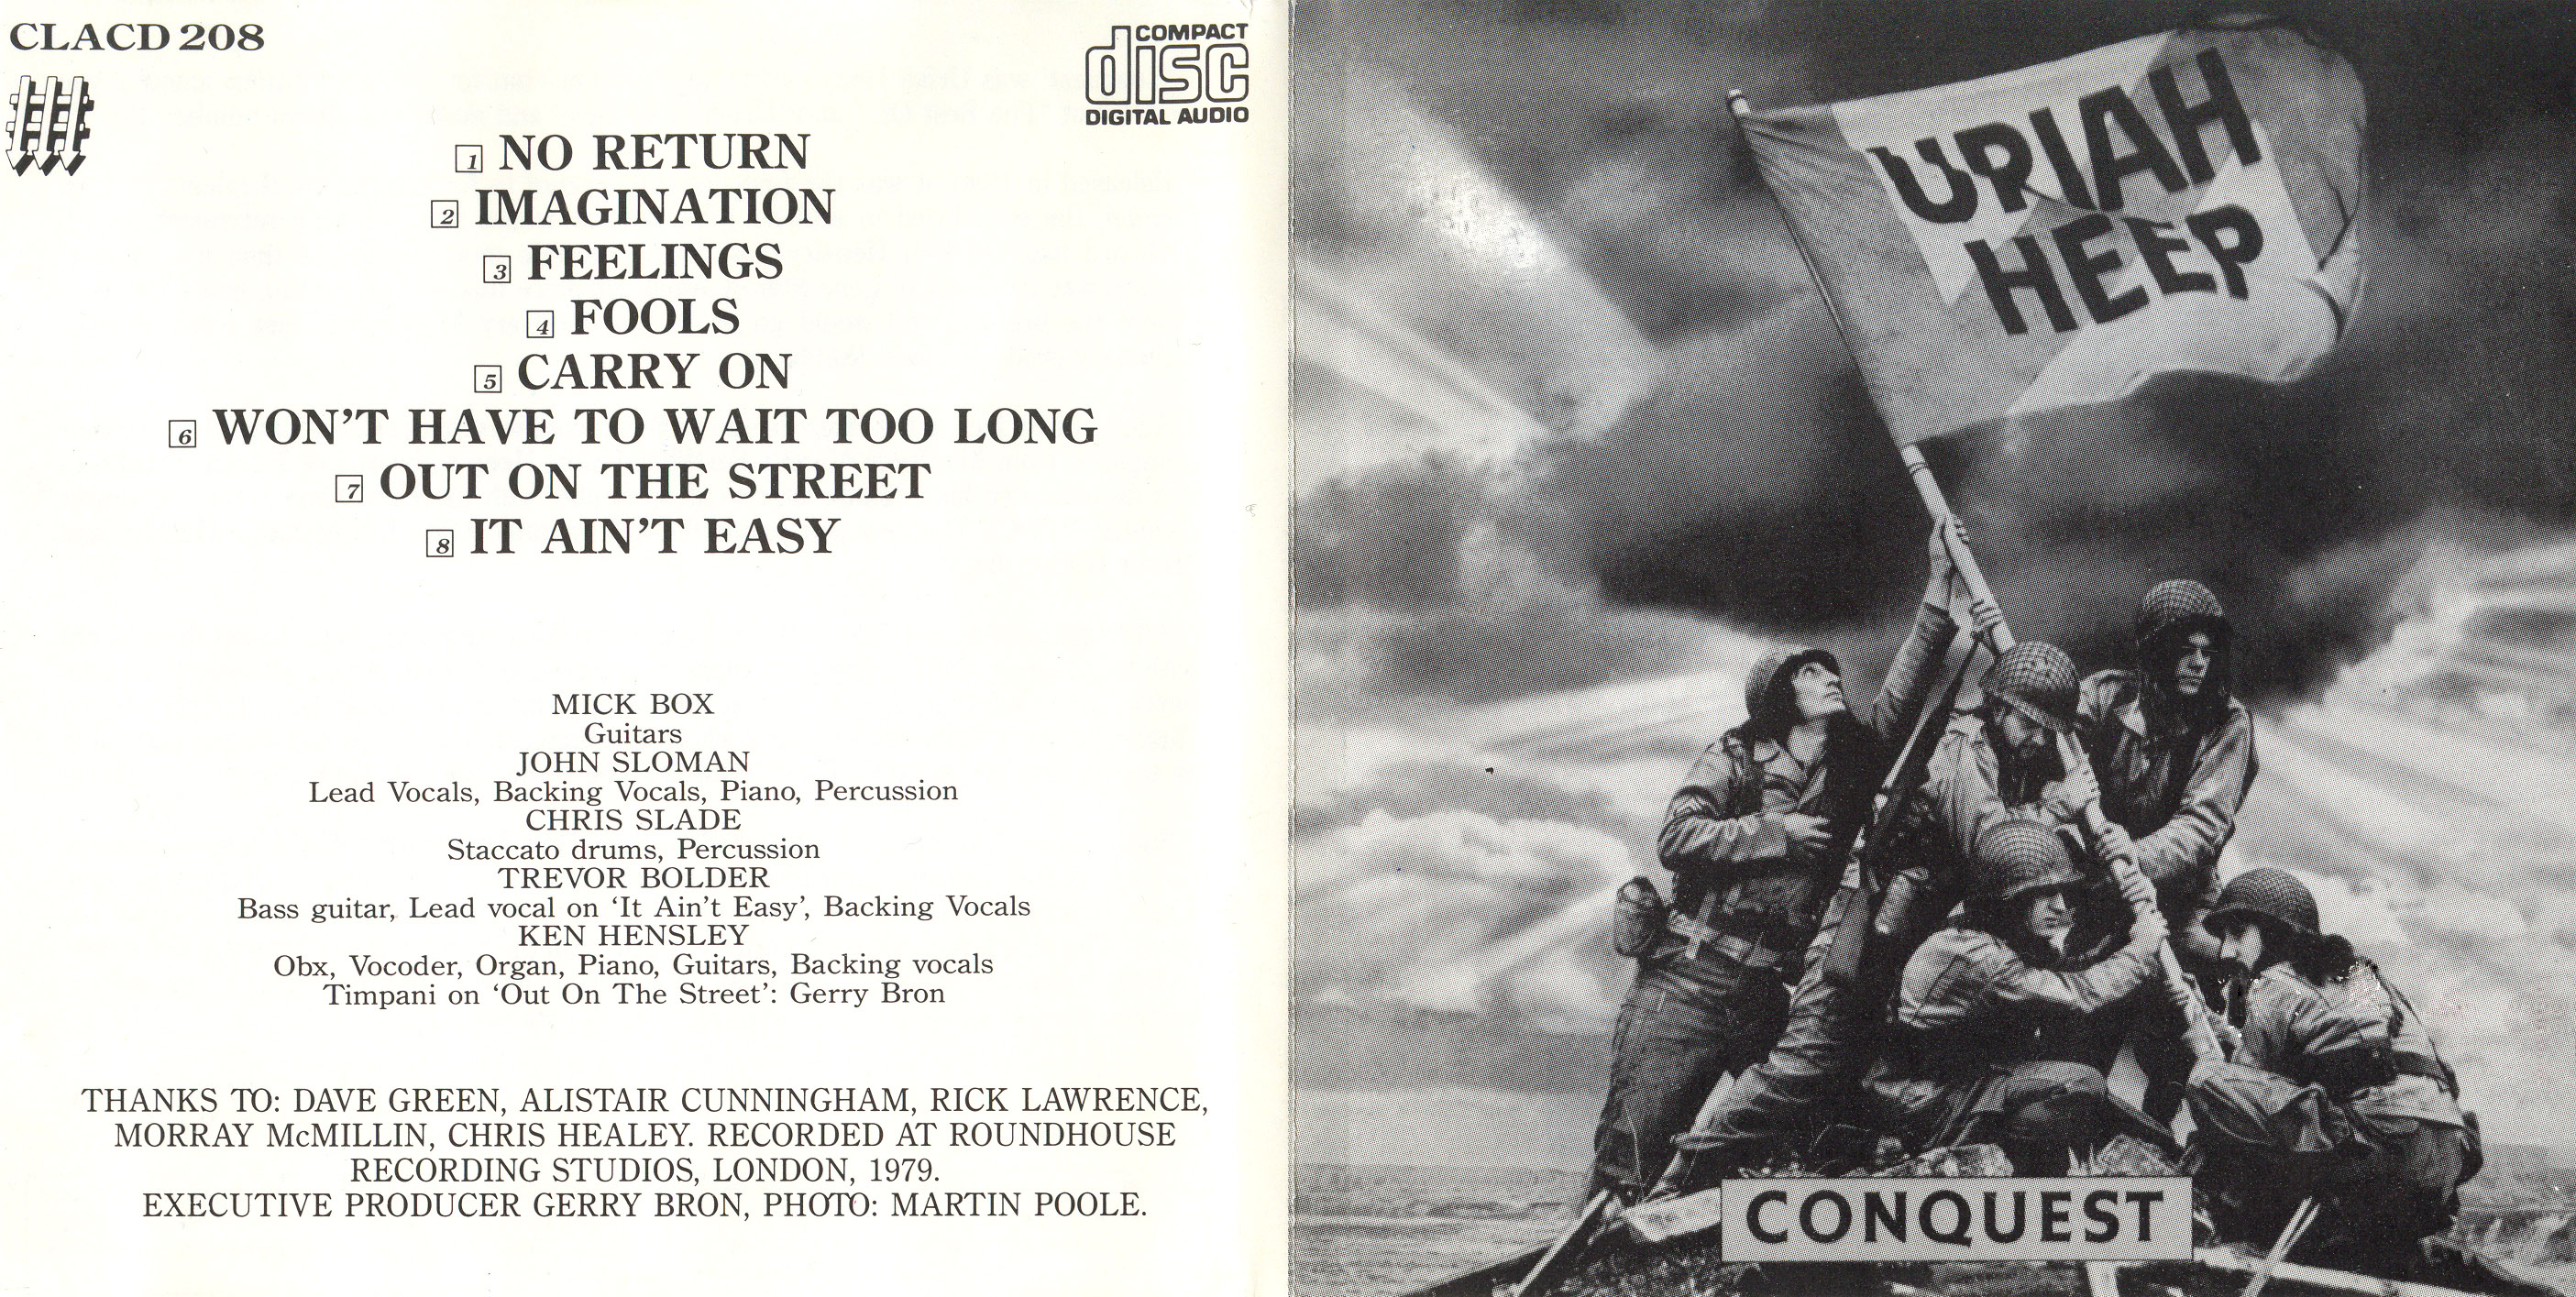 CLACD 208
COMPACT
disc
DIGITAL AUDIO
1 NO RETURN
2 IMAGINATION
3 FEELINGS
4 FOOLS
5 CARRY ON
6 WON'T HAVE TO WAIT TOO LONG
7 OUT ON THE STREET
8 IT AIN'T EASY
MICK BOX
Guitars
JOHN SLOMAN
Lead Vocals, Backing Vocals, Piano, Percussion
CHRIS SLADE
Staccato drums, Percussion
TREVOR BOLDER
Bass guitar, Lead vocal on ‘It Ain't Easy’, Backing Vocals
KEN HENSLEY
Obx, Vocoder, Organ, Piano, Guitars, Backing vocals
Timpani on ‘Out On The Street’: Gerry Bron
THANKS TO: DAVE GREEN, ALISTAIR CUNNINGHAM, RICK LAWRENCE,
MORRAY McMILLIN, CHRIS HEALEY. RECORDED AT ROUNDHOUSE
RECORDING STUDIOS, LONDON, 1979.
EXECUTIVE PRODUCER GERRY BRON, PHOTO: MARTIN POOLE.
URIAH
HEEP
CONQUEST